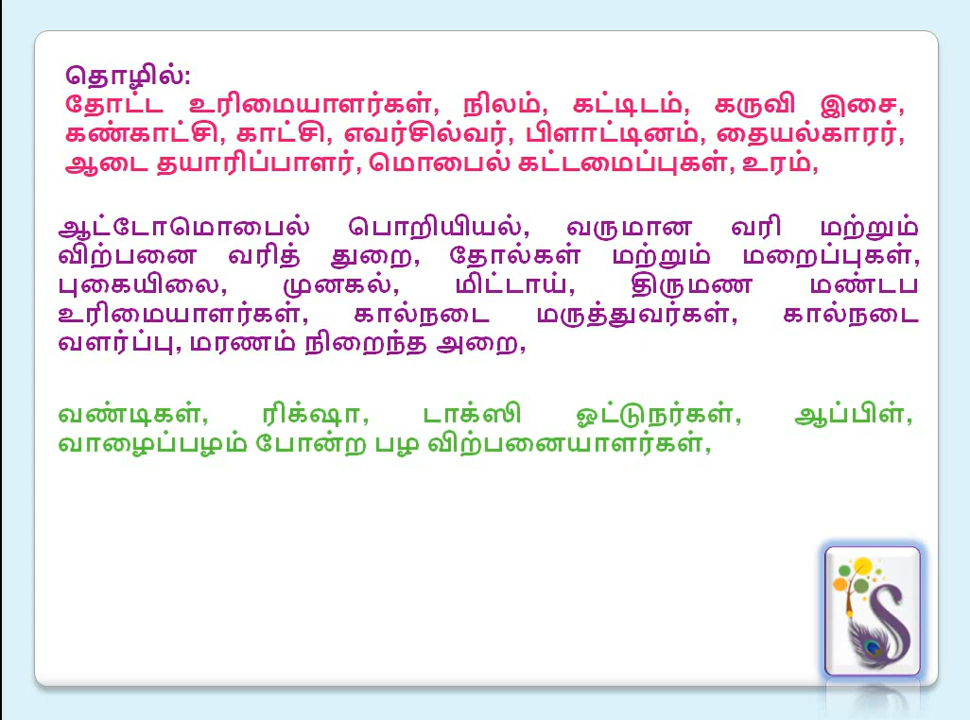 தொழில்:
தோட்ட உரிமையாளர்கள், நிலம், கட்டிடம், கருவி இசை,
கண்காட்சி, காட்சி, எவர்சில்வர், பிளாட்டினம், தையல்காரர்,
ஆடை தயாரிப்பாளர், மொபைல் கட்டமைப்புகள், உரம்,
ஆட்டோமொபைல் பொறியியல், வருமான வரி மற்றும்
விற்பனை வரித் துறை, தோல்கள் மற்றும் மறைப்புகள்,
புகையிலை, முனகல், மிட்டாய், திருமண மண்டப
உரிமையாளர்கள், கால்நடை மருத்துவர்கள், கால்நடை
வளர்ப்பு, மரணம் நிறைந்த அறை,
வண்டிகள், ரிக்ஷா, டாக்ஸி ஓட்டுநர்கள், ஆப்பிள்,
வாழைப்பழம் போன்ற பழ விற்பனையாளர்கள்,